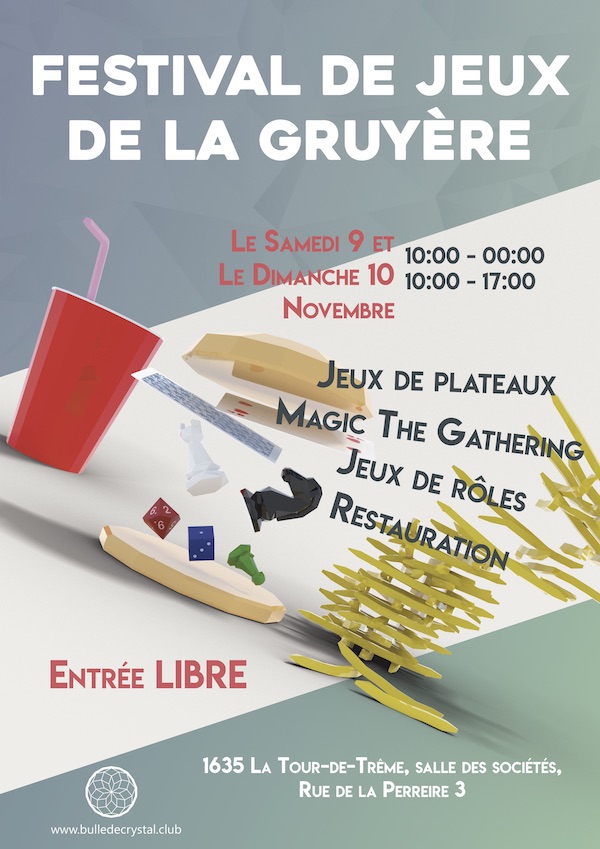 FESTIVAL DE JEUX
DE LA GRUYÈRE
LE SAMEDI 9 ET
LE DIMANCHE 10
NOVEMBRE
10:00 - 00:00
10:00 - 17:00
JEUX DE PLATEAUX
MAGIC THE GATHERING
JEUX DE RÔLES
RESTAURATION
ENTRÉE LIBRE
1635 LA TOUR-DE-TRÊME, SALLE DES SOCIÉTÉS,
RUE DE LA PERREIRE 3
www.bulledecrystal.club